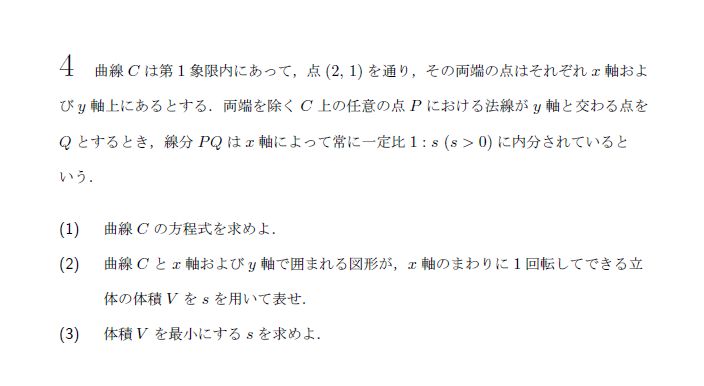 4 曲線 C は第 1 象限内にあって，点 (2, 1) を通り，その両端の点はそれぞれ x 軸およ
び y 軸上にあるとする．両端を除く C 上の任意の点 P における法線が y 軸と交わる点を
Q とするとき，線分 PQ は x 軸によって常に一定比 1 : s (s > 0) に内分されていると
いう．
(1) 曲線 C の方程式を求めよ．
(2) 曲線 C と x 軸および y 軸で囲まれる図形が，x 軸のまわりに 1 回転してできる立
体の体積 V を s を用いて表せ．
(3) 体積 V を最小にする s を求めよ．